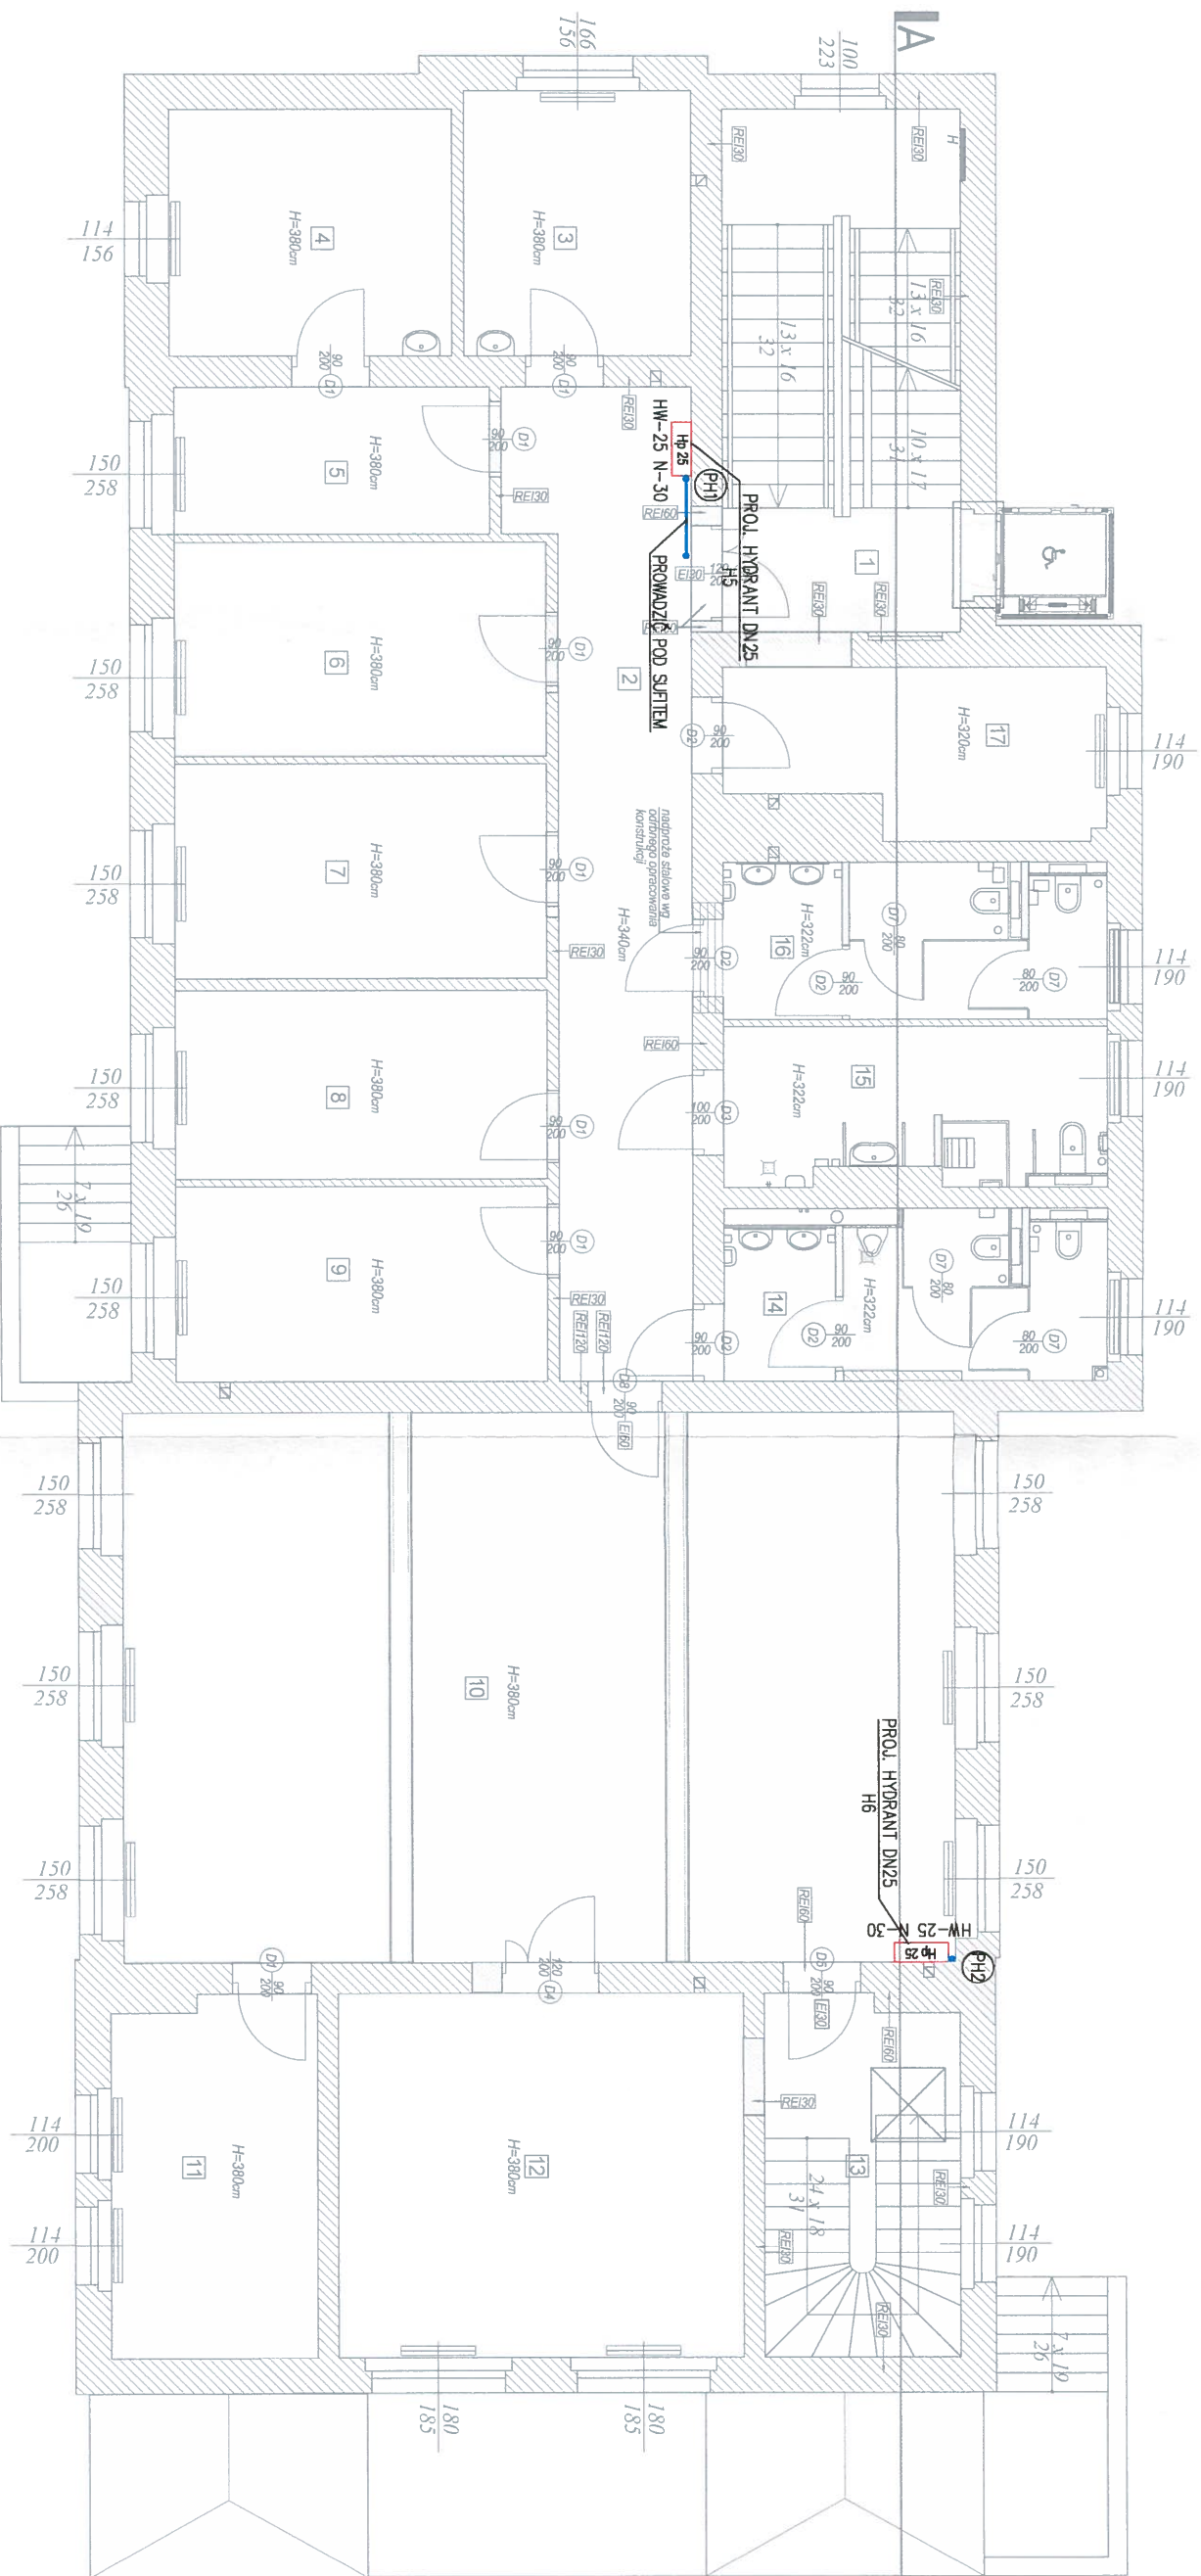 A
100
223
166
156
H
REI30
REI30
REI30
13 x 16
32
13 x 16
32
10 x 17
31
3
H=380cm
4
H=380cm
114
156
90
200
D1
90
200
D1
REI30
HW-25 N-30
Hp 25
PH1
PROJ. HYDRANT DN25
H5
PROWADZIĆ POD SUFITEM
REI60
EI30
1
REI30
REI30
D1
90
200
REI30
5
H=380cm
150
258
6
H=380cm
150
258
D1
90
200
2
17
H=320cm
114
190
D2
90
200
7
H=380cm
150
258
D1
90
200
REI30
nadproże stalowe wg
odrbnego opracowania
konstrukcji
H=340cm
D2
90
200
16
H=322cm
D2
90
200
D7
80
200
D7
80
200
114
190
REI60
15
H=322cm
D3
100
200
114
190
8
H=380cm
150
258
D1
90
200
7 x 19
26
9
H=380cm
150
258
D1
90
200
REI30
REI120
REI120
14
H=322cm
D2
90
200
D2
90
200
D7
80
200
D7
80
200
114
190
D8
90
200
EI60
10
H=380cm
150
258
150
258
150
258
150
258
150
258
150
258
PROJ. HYDRANT DN25
H6
HW-25 N-30
Hp 25
PH2
REI60
D5
90
200
EI30
REI60
D4
120
200
D1
90
200
11
H=380cm
114
200
114
200
12
H=380cm
REI30
13
24 x 18
31
REI30
REI30
REI30
114
190
114
190
7 x 19
26
180
185
180
185